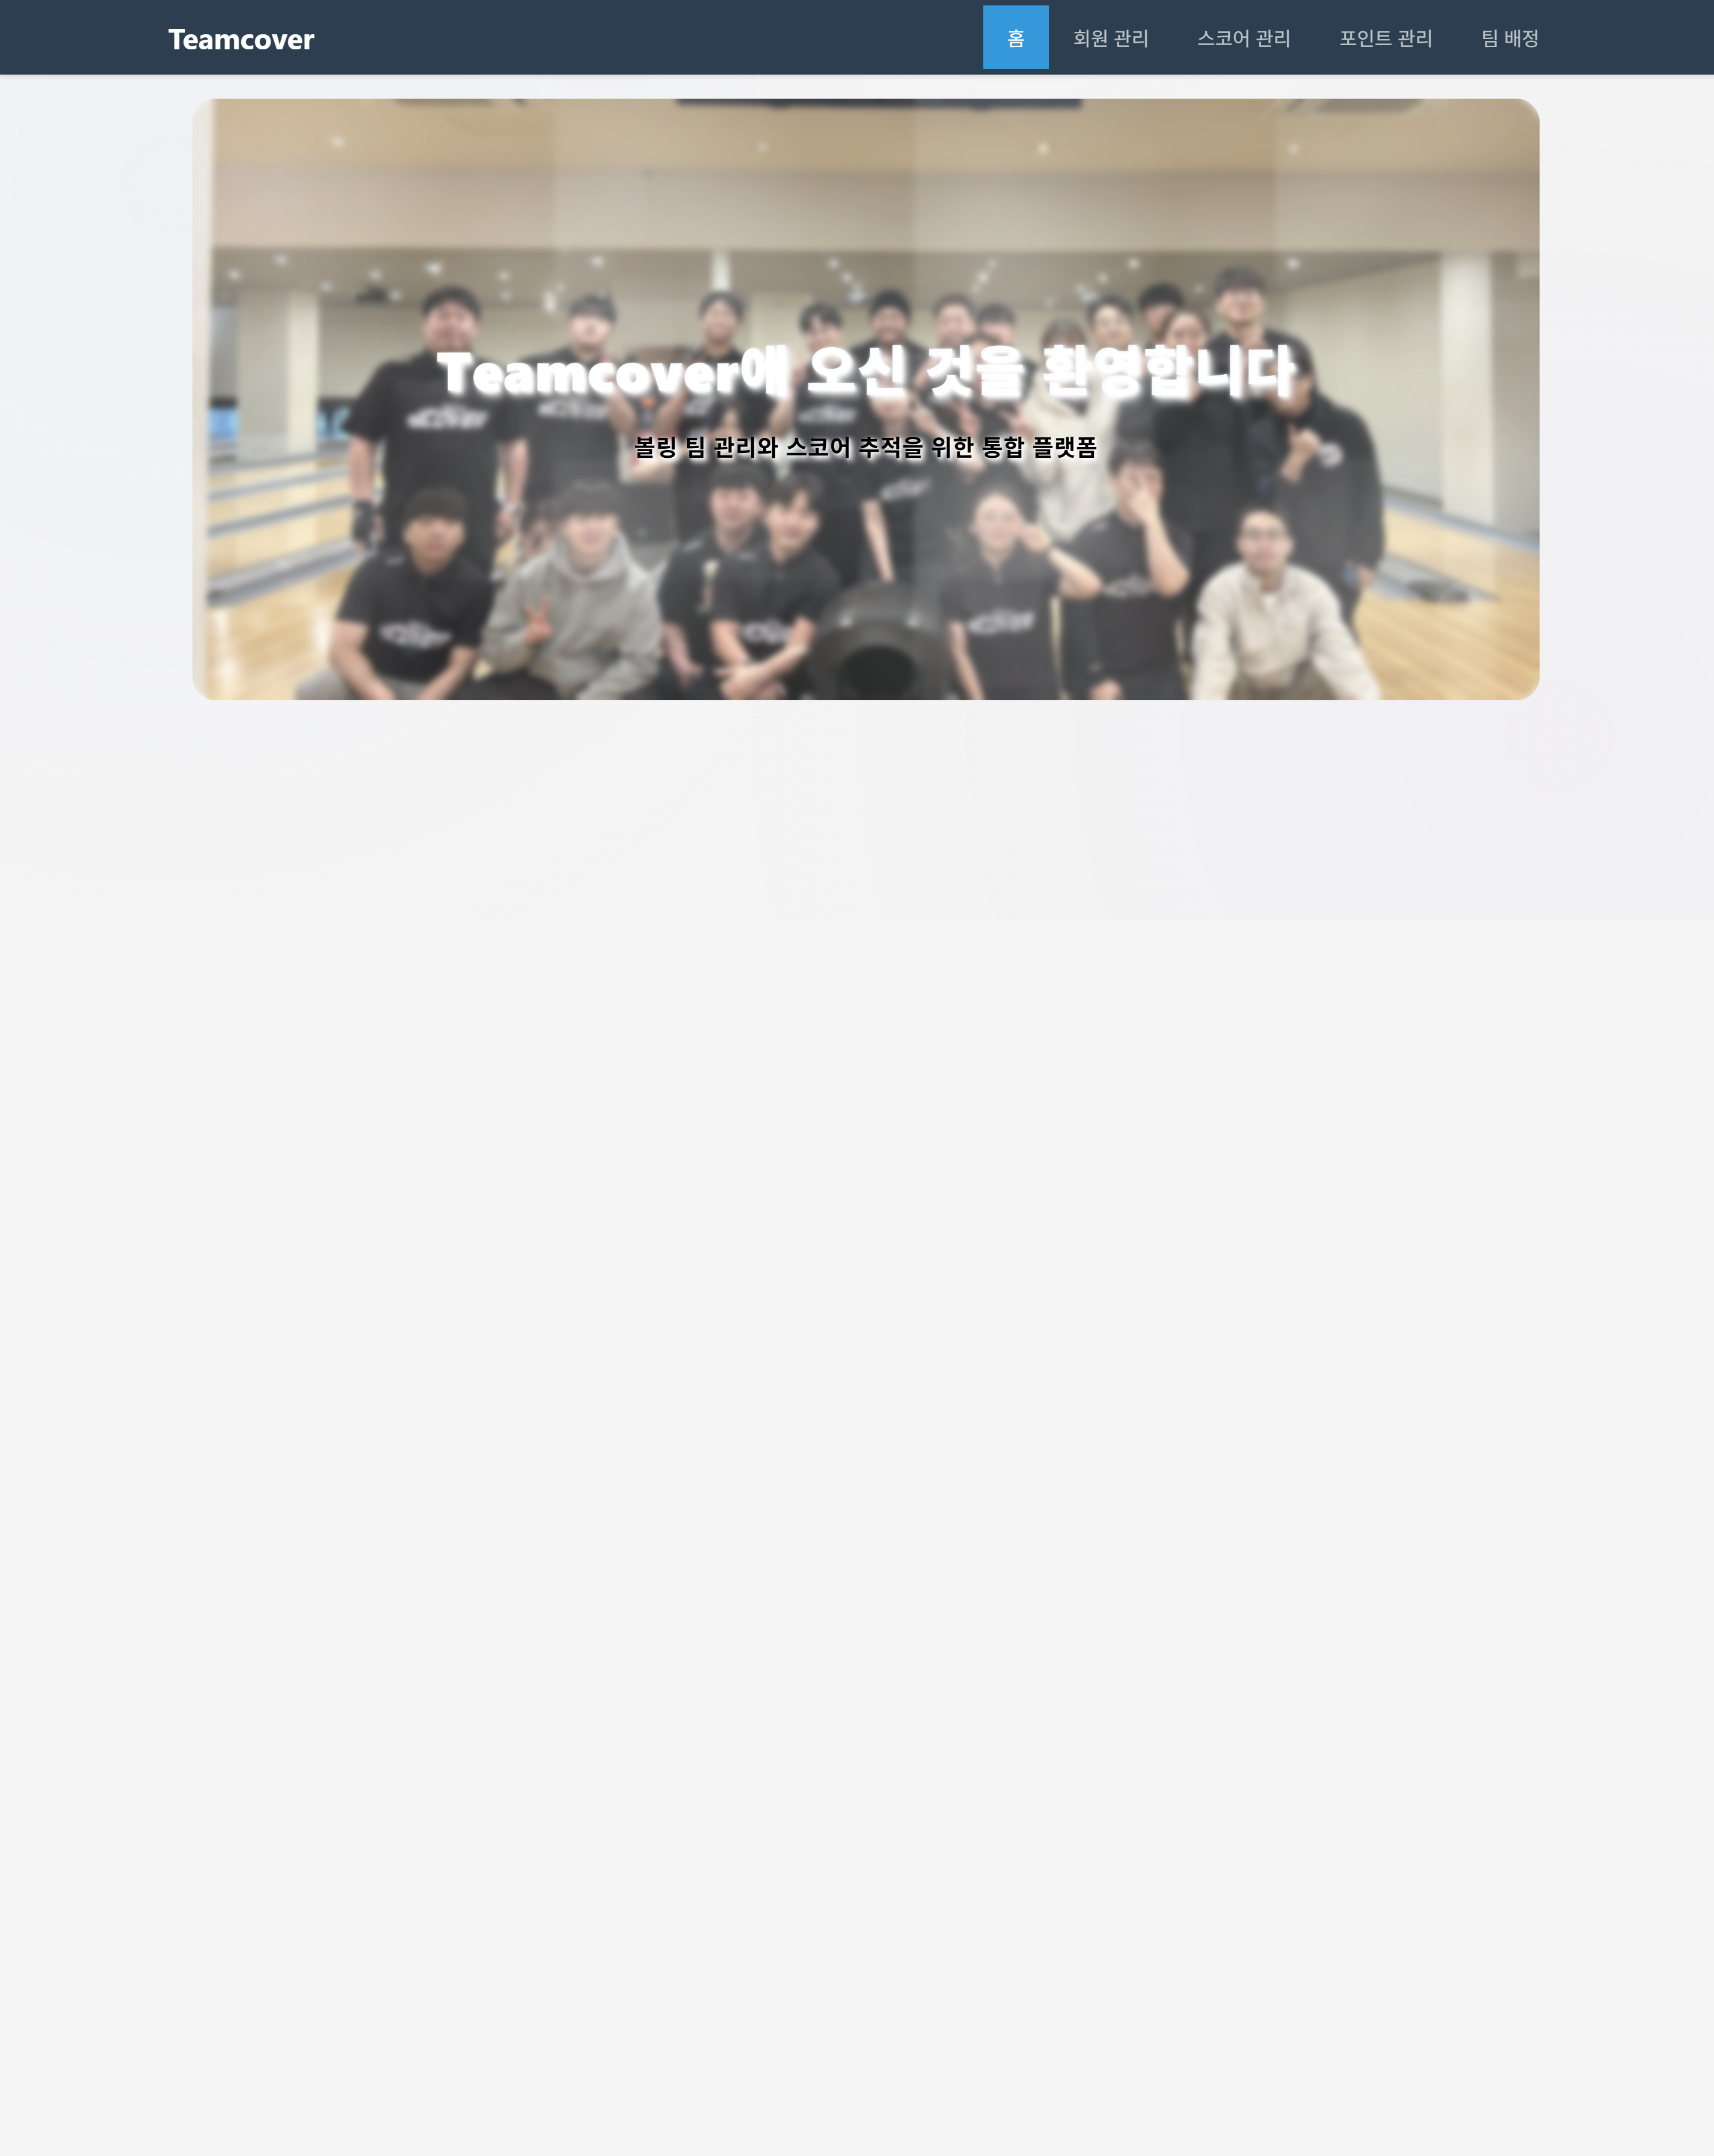 Teamcover
홈
회원 관리
스코어 관리
포인트 관리
팀 배정
Teamcover에 오신 것을 환영합니다
볼링 팀 관리와 스코어 추적을 위한 통합 플랫폼